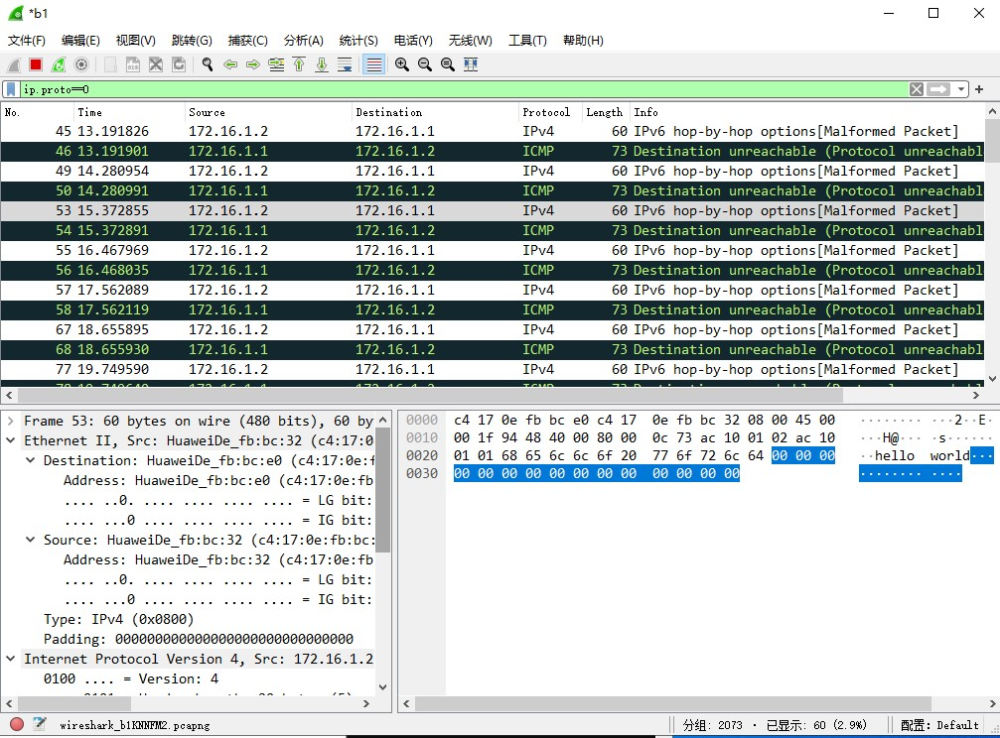 *b1
文件(F) 编辑(E) 视图(V) 跳转(G) 捕获(C) 分析(A) 统计(S) 电话(Y) 无线(W) 工具(T) 帮助(H)
ip.proto==0
No. Time Source Destination Protocol Length Info
45 13.191826 172.16.1.2 172.16.1.1 IPv4 60 IPv6 hop-by-hop options[Malformed Packet]
46 13.191901 172.16.1.1 172.16.1.2 ICMP 73 Destination unreachable (Protocol unreachabl
49 14.280954 172.16.1.2 172.16.1.1 IPv4 60 IPv6 hop-by-hop options[Malformed Packet]
50 14.280991 172.16.1.1 172.16.1.2 ICMP 73 Destination unreachable (Protocol unreachabl
53 15.372855 172.16.1.2 172.16.1.1 IPv4 60 IPv6 hop-by-hop options[Malformed Packet]
54 15.372891 172.16.1.1 172.16.1.2 ICMP 73 Destination unreachable (Protocol unreachabl
55 16.467969 172.16.1.2 172.16.1.1 IPv4 60 IPv6 hop-by-hop options[Malformed Packet]
56 16.468035 172.16.1.1 172.16.1.2 ICMP 73 Destination unreachable (Protocol unreachabl
57 17.562089 172.16.1.2 172.16.1.1 IPv4 60 IPv6 hop-by-hop options[Malformed Packet]
58 17.562119 172.16.1.1 172.16.1.2 ICMP 73 Destination unreachable (Protocol unreachabl
67 18.655895 172.16.1.2 172.16.1.1 IPv4 60 IPv6 hop-by-hop options[Malformed Packet]
68 18.655930 172.16.1.1 172.16.1.2 ICMP 73 Destination unreachable (Protocol unreachabl
77 19.749590 172.16.1.2 172.16.1.1 IPv4 60 IPv6 hop-by-hop options[Malformed Packet]
Frame 53: 60 bytes on wire (480 bits), 60 by
Ethernet II, Src: HuaweiDe_fb:bc:32 (c4:17:0
Destination: HuaweiDe_fb:bc:e0 (c4:17:0e:f
Address: HuaweiDe_fb:bc:e0 (c4:17:0e:fb
.... ..0. .... .... .... .... = LG bit:
.... ...0 .... .... .... .... = IG bit:
Source: HuaweiDe_fb:bc:32 (c4:17:0e:fb:bc:
Address: HuaweiDe_fb:bc:32 (c4:17:0e:fb
.... ..0. .... .... .... .... = LG bit:
.... ...0 .... .... .... .... = IG bit:
Type: IPv4 (0x0800)
Padding: 000000000000000000000000000000
Internet Protocol Version 4, Src: 172.16.1.2
0100 .... = Version: 4
0000 c4 17 0e fb bc e0 c4 17 0e fb bc 32 08 00 45 00 ········ ···2··E·
0010 00 1f 94 48 40 00 80 00 0c 73 ac 10 01 02 ac 10 ···H@··· ·s······
0020 01 01 68 65 6c 6c 6f 20 77 6f 72 6c 64 00 00 00 ··hello world···
0030 00 00 00 00 00 00 00 00 00 00 00 00 ········ ····
wireshark_b1KNNFM2.pcapng
分组: 2073 · 已显示: 60 (2.9%)
配置: Default